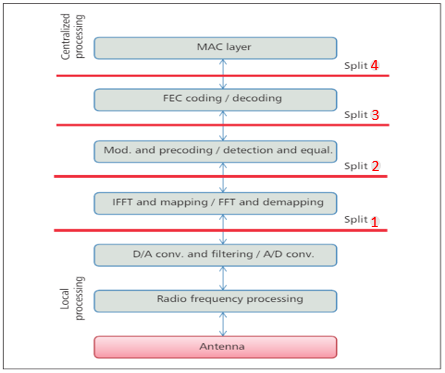 Centralized
processing
MAC layer
Split 4
FEC coding / decoding
Split 3
Mod. and precoding / detection and equal.
Split 2
IFFT and mapping / FFT and demapping
Split 1
D/A conv. and filtering / A/D conv.
Local
processing
Radio frequency processing
Antenna